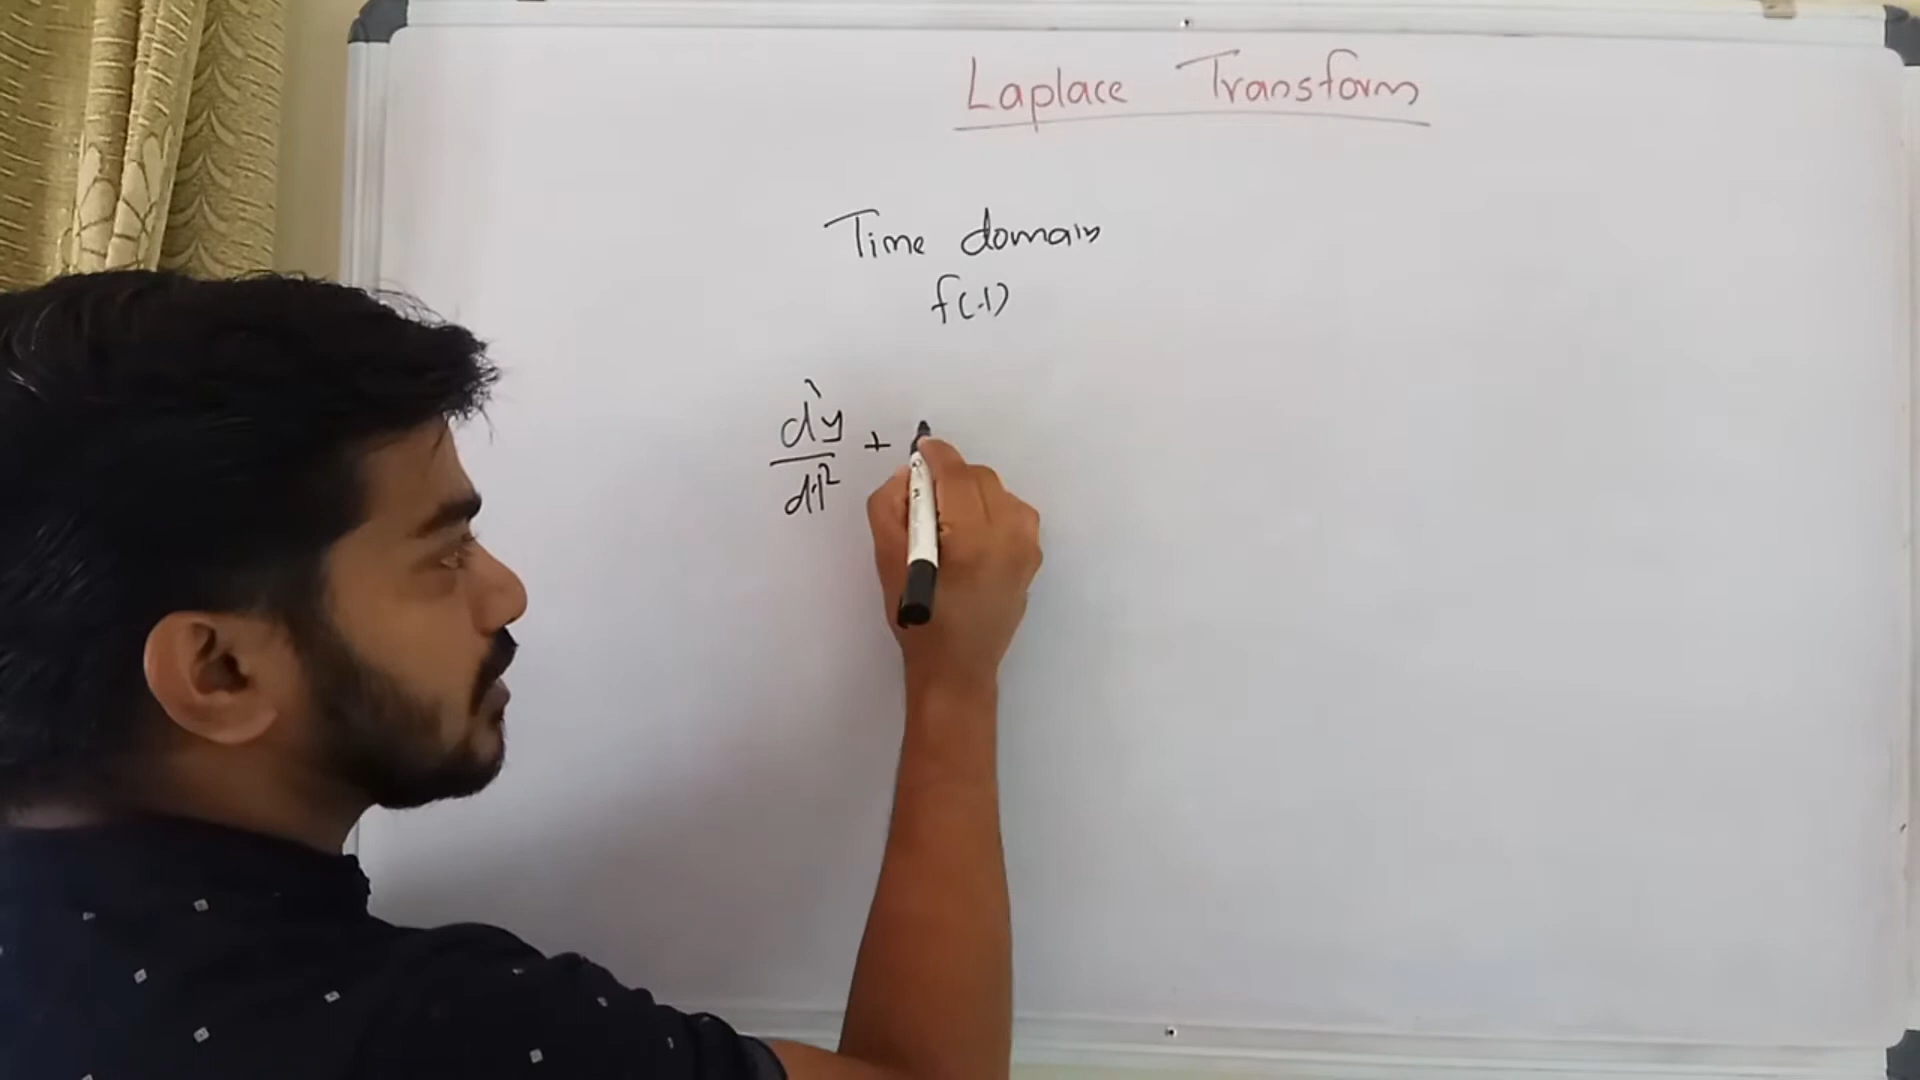 Laplace Transform
Time domain
f(t)
d²y
dt² +